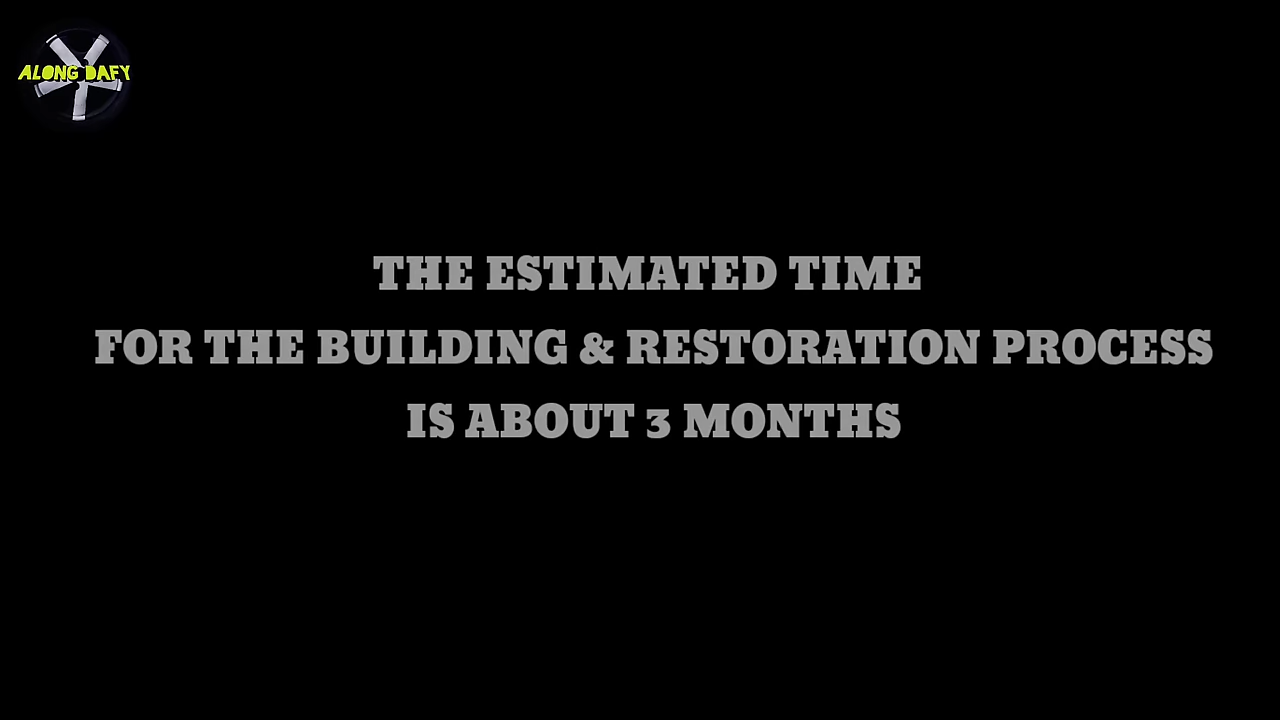 ALONG DAFY
THE ESTIMATED TIME
FOR THE BUILDING & RESTORATION PROCESS
IS ABOUT 3 MONTHS